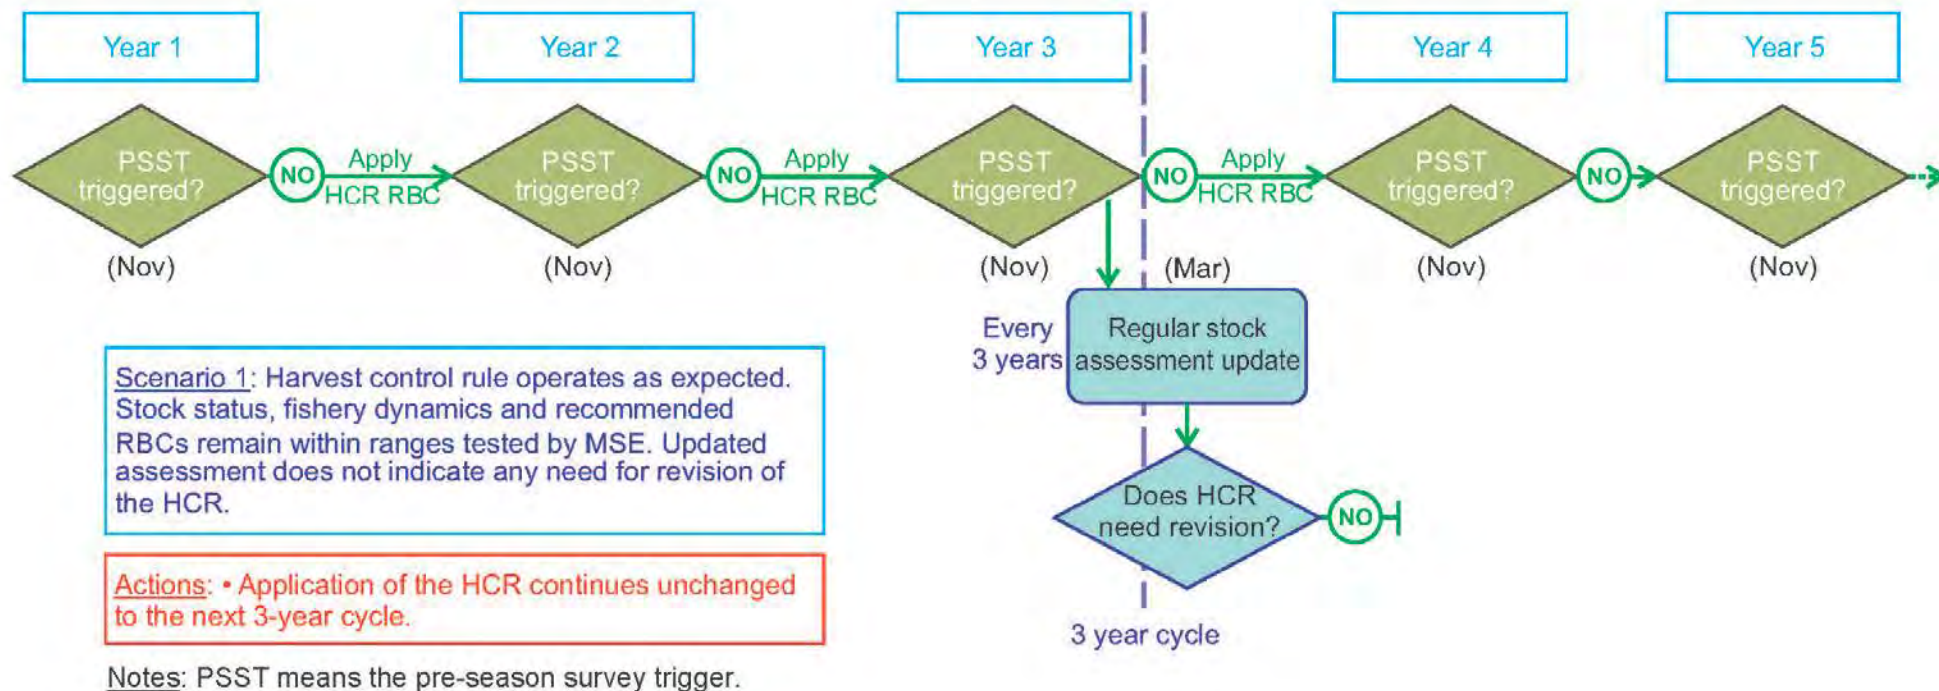 Year 1
Year 2
Year 3
Year 4
Year 5
PSST
triggered?
NO
Apply
HCR RBC
PSST
triggered?
NO
Apply
HCR RBC
PSST
triggered?
NO
Apply
HCR RBC
PSST
triggered?
NO
PSST
triggered?
(Nov)
(Nov)
(Nov)
(Mar)
(Nov)
(Nov)
Every
3 years
Regular stock
assessment update
Does HCR
need revision?
NO
3 year cycle
Scenario 1: Harvest control rule operates as expected.
Stock status, fishery dynamics and recommended
RBCs remain within ranges tested by MSE. Updated
assessment does not indicate any need for revision of
the HCR.
Actions: • Application of the HCR continues unchanged
to the next 3-year cycle.
Notes: PSST means the pre-season survey trigger.